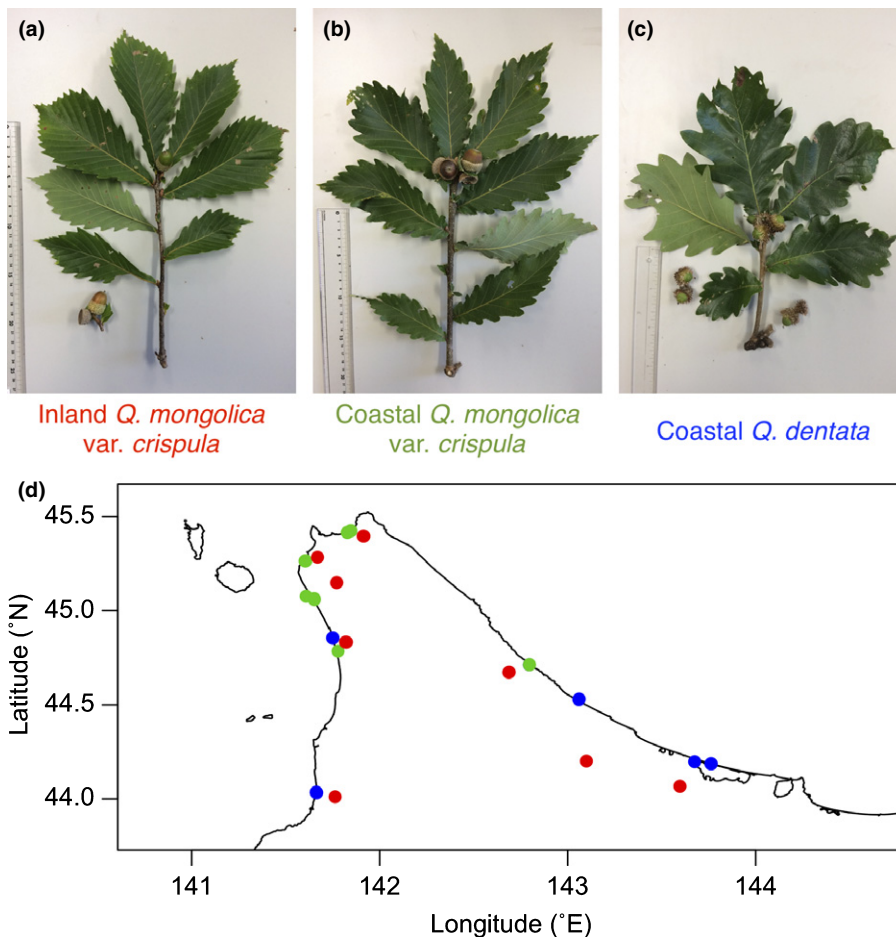 (a)
(b)
(c)
Inland Q. mongolica
var. crispula
Coastal Q. mongolica
var. crispula
Coastal Q. dentata
(d)
45.5
45.0
44.5
44.0
Latitude (°N)
141
142
143
144
Longitude (°E)